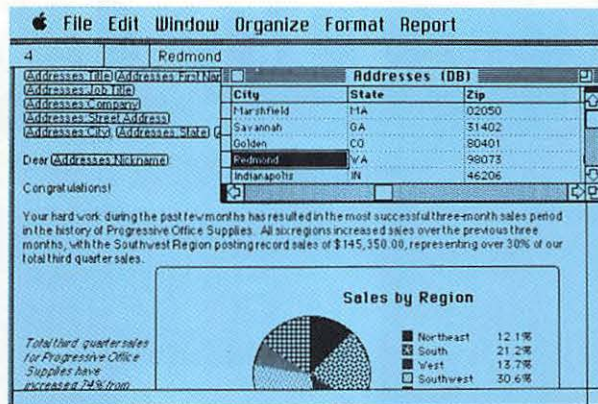 File Edit Window Organize Format Report
4 Redmond
Addresses Title Addresses First Nam
Addresses Job Title
Addresses Company
Addresses Street Address
Addresses City Addresses State
Dear Addresses Nickname
Congratulations!
Addresses (DB)
City State Zip
Marshfield MA 02050
Savannah GA 31402
Golden CO 80401
Redmond WA 98073
Indianapolis IN 46206
Your hard work during the past few months has resulted in the most successful three-month sales period
in the history of Progressive Office Supplies. All six regions increased sales over the previous three
months, with the Southwest Region posting record sales of $145,350.00, representing over 30% of our
total third quarter sales.
Sales by Region
Northeast 12.1%
South 21.2%
West 13.7%
Southwest 30.6%
Total third quarter sales
for Progressive Office
Supplies have
increased 74% from